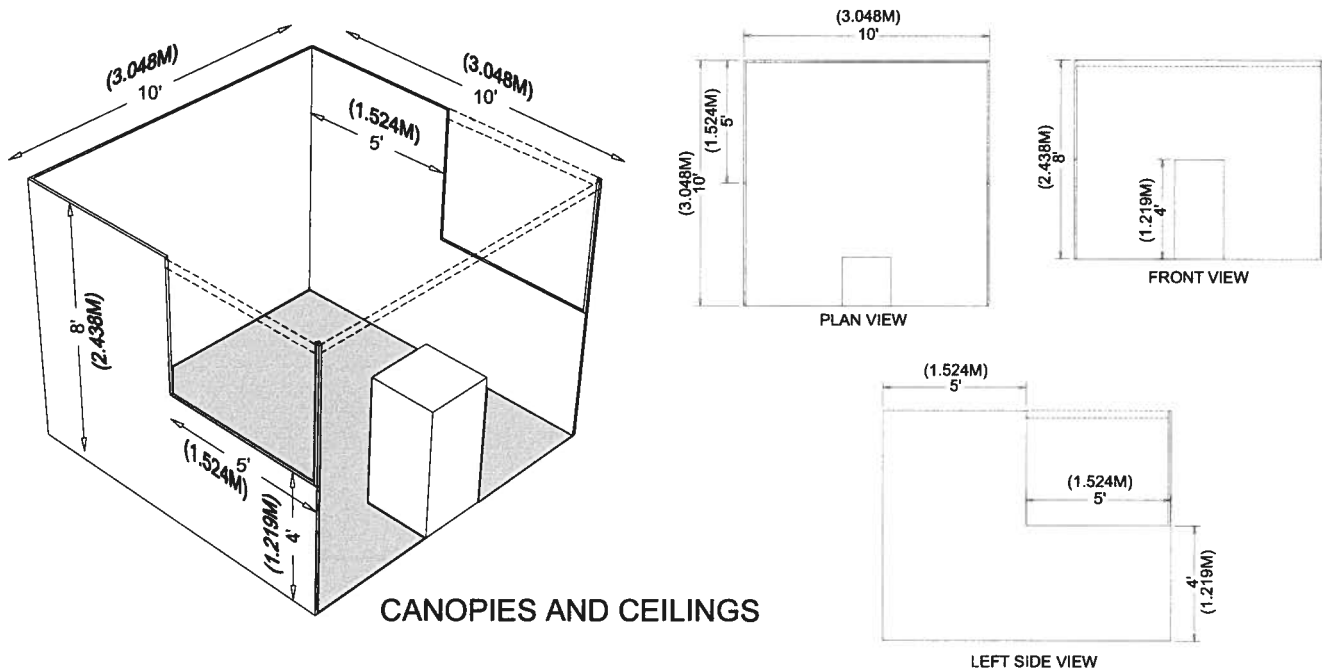 (3.048M)
10'
(3.048M)
10'
(1.524M)
5'
8'
(2.438M)
5'
(1.524M)
(1.219M)
4'
CANOPIES AND CEILINGS
(3.048M)
10'
(1.524M)
5'
(3.048M)
10'
PLAN VIEW
(2.438M)
8'
(1.219M)
4'
FRONT VIEW
(1.524M)
5'
(1.524M)
5'
4'
(1.219M)
LEFT SIDE VIEW